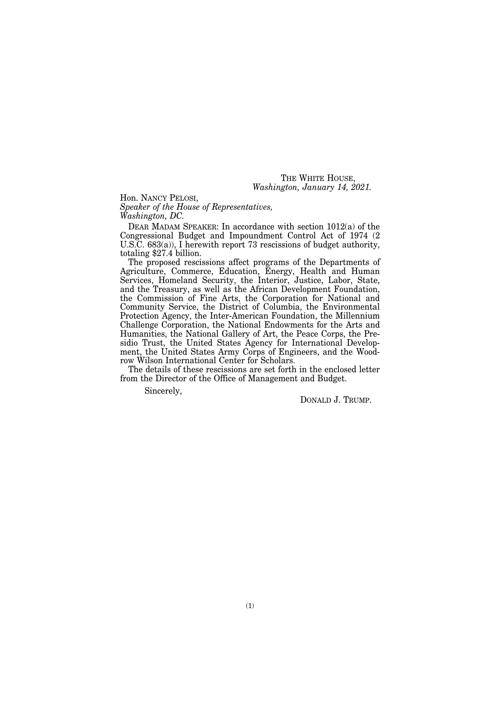 THE WHITE HOUSE,
Washington, January 14, 2021.
Hon. NANCY PELOSI,
Speaker of the House of Representatives,
Washington, DC.
DEAR MADAM SPEAKER: In accordance with section 1012(a) of the
Congressional Budget and Impoundment Control Act of 1974 (2
U.S.C. 683(a)), I herewith report 73 rescissions of budget authority,
totaling $27.4 billion.
The proposed rescissions affect programs of the Departments of
Agriculture, Commerce, Education, Energy, Health and Human
Services, Homeland Security, the Interior, Justice, Labor, State,
and the Treasury, as well as the African Development Foundation,
the Commission of Fine Arts, the Corporation for National and
Community Service, the District of Columbia, the Environmental
Protection Agency, the Inter-American Foundation, the Millennium
Challenge Corporation, the National Endowments for the Arts and
Humanities, the National Gallery of Art, the Peace Corps, the Pre-
sidio Trust, the United States Agency for International Develop-
ment, the United States Army Corps of Engineers, and the Wood-
row Wilson International Center for Scholars.
The details of these rescissions are set forth in the enclosed letter
from the Director of the Office of Management and Budget.
Sincerely,
DONALD J. TRUMP.
(1)